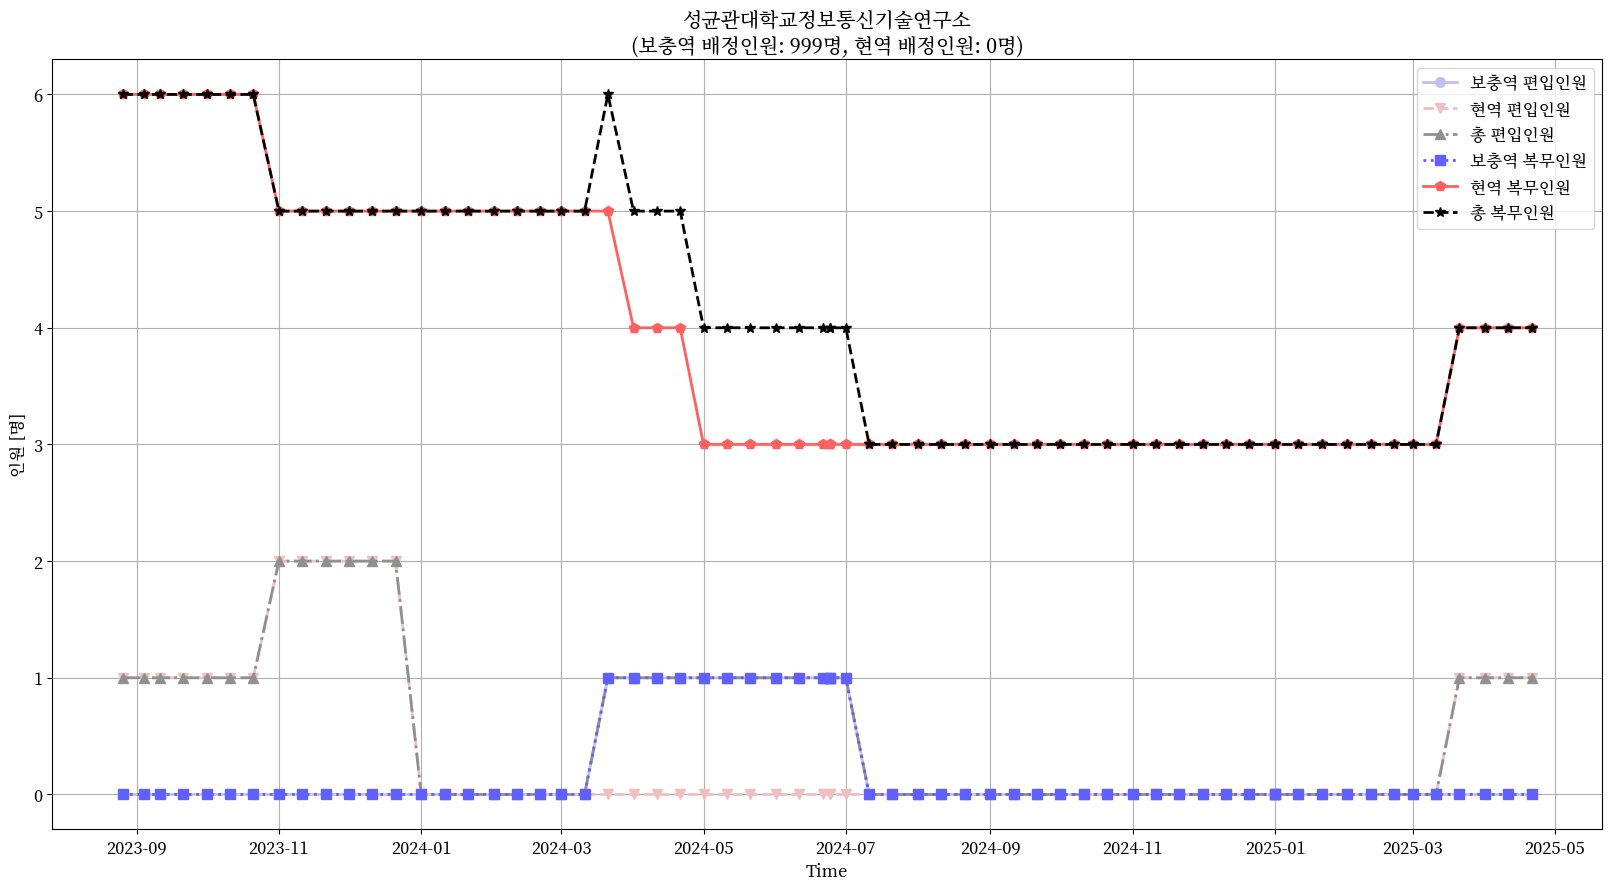 성균관대학교정보통신기술연구소
(보충역 배정인원: 999명, 현역 배정인원: 0명)
보충역 편입인원
현역 편입인원
총 편입인원
보충역 복무인원
현역 복무인원
총 복무인원
인원 [명]
6
5
4
3
2
1
0
2023-09
2023-11
2024-01
2024-03
2024-05
2024-07
2024-09
2024-11
2025-01
2025-03
2025-05
Time